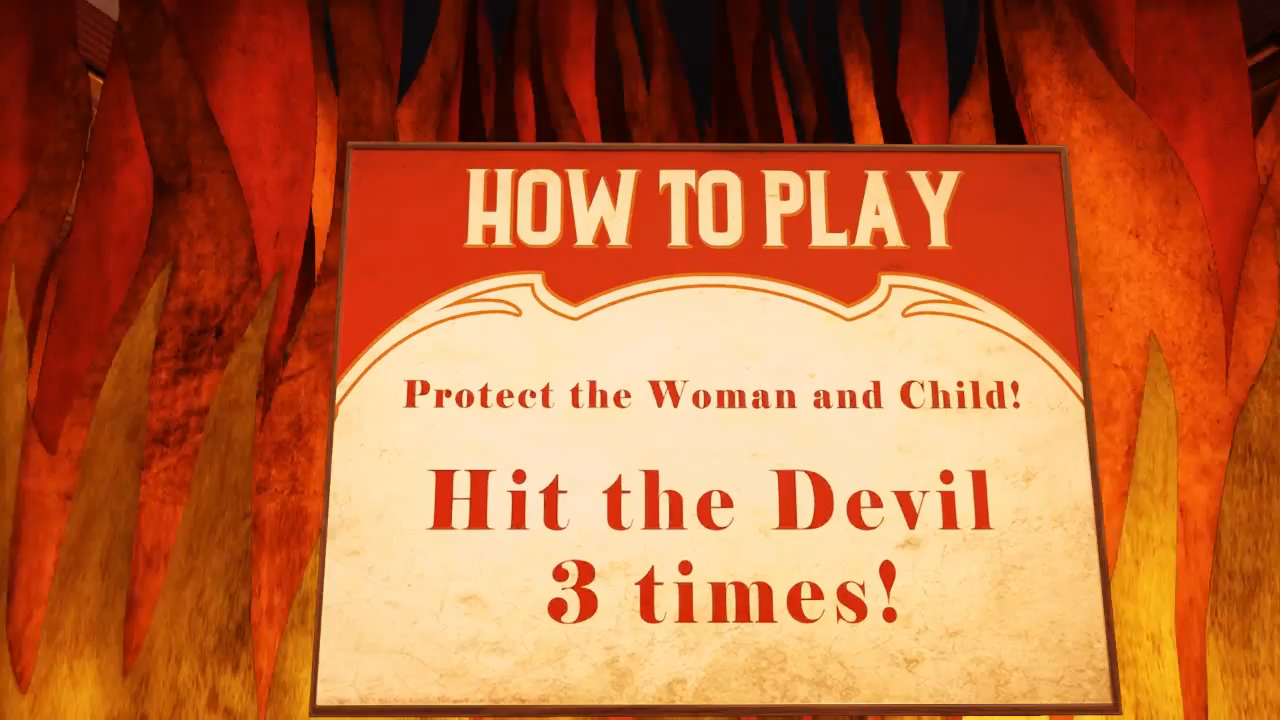 HOW TO PLAY
Protect the Woman and Child!
Hit the Devil
3 times!